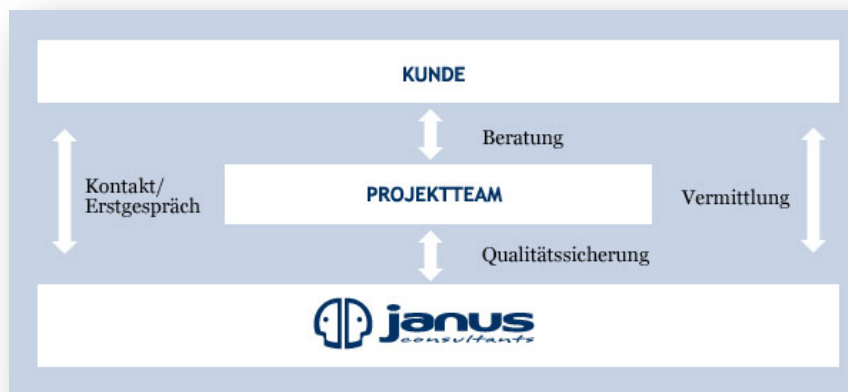 KUNDE
Beratung
Kontakt/
Erstgespräch
PROJEKTTEAM
Vermittlung
Qualitätssicherung
janus
consultants